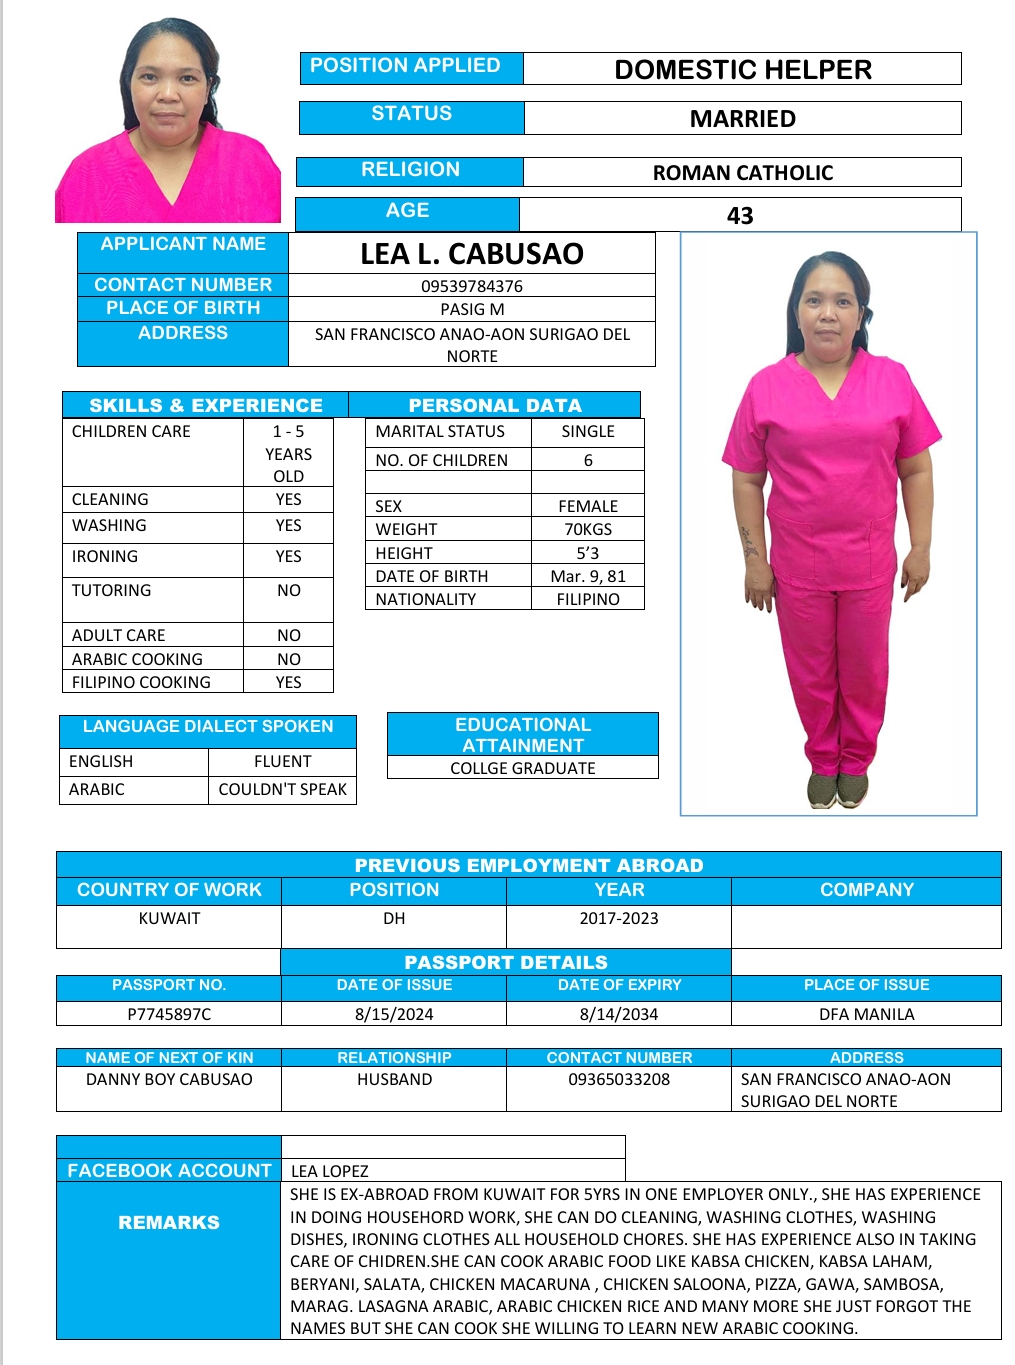 POSITION APPLIED DOMESTIC HELPER
STATUS MARRIED
RELIGION ROMAN CATHOLIC
AGE 43
APPLICANT NAME LEA L. CABUSAO
CONTACT NUMBER 09539784376
PLACE OF BIRTH PASIG M
ADDRESS SAN FRANCISCO ANAO-AON SURIGAO DEL
NORTE
SKILLS & EXPERIENCE
CHILDREN CARE 1 - 5
YEARS
OLD
CLEANING YES
WASHING YES
IRONING YES
TUTORING NO
ADULT CARE NO
ARABIC COOKING NO
FILIPINO COOKING YES
PERSONAL DATA
MARITAL STATUS SINGLE
NO. OF CHILDREN 6
SEX FEMALE
WEIGHT 70KGS
HEIGHT 5’3
DATE OF BIRTH Mar. 9, 81
NATIONALITY FILIPINO
LANGUAGE DIALECT SPOKEN
ENGLISH FLUENT
ARABIC COULDN'T SPEAK
EDUCATIONAL
ATTAINMENT
COLLGE GRADUATE
PREVIOUS EMPLOYMENT ABROAD
COUNTRY OF WORK POSITION YEAR COMPANY
KUWAIT DH 2017-2023
PASSPORT DETAILS
PASSPORT NO. DATE OF ISSUE DATE OF EXPIRY PLACE OF ISSUE
P7745897C 8/15/2024 8/14/2034 DFA MANILA
NAME OF NEXT OF KIN RELATIONSHIP CONTACT NUMBER ADDRESS
DANNY BOY CABUSAO HUSBAND 09365033208 SAN FRANCISCO ANAO-AON
SURIGAO DEL NORTE
FACEBOOK ACCOUNT LEA LOPEZ
REMARKS
SHE IS EX-ABROAD FROM KUWAIT FOR 5YRS IN ONE EMPLOYER ONLY., SHE HAS EXPERIENCE
IN DOING HOUSEHORD WORK, SHE CAN DO CLEANING, WASHING CLOTHES, WASHING
DISHES, IRONING CLOTHES ALL HOUSEHOLD CHORES. SHE HAS EXPERIENCE ALSO IN TAKING
CARE OF CHIDREN.SHE CAN COOK ARABIC FOOD LIKE KABSA CHICKEN, KABSA LAHAM,
BERYANI, SALATA, CHICKEN MACARUNA , CHICKEN SALOONA, PIZZA, GAWA, SAMBOSA,
MARAG. LASAGNA ARABIC, ARABIC CHICKEN RICE AND MANY MORE SHE JUST FORGOT THE
NAMES BUT SHE CAN COOK SHE WILLING TO LEARN NEW ARABIC COOKING.